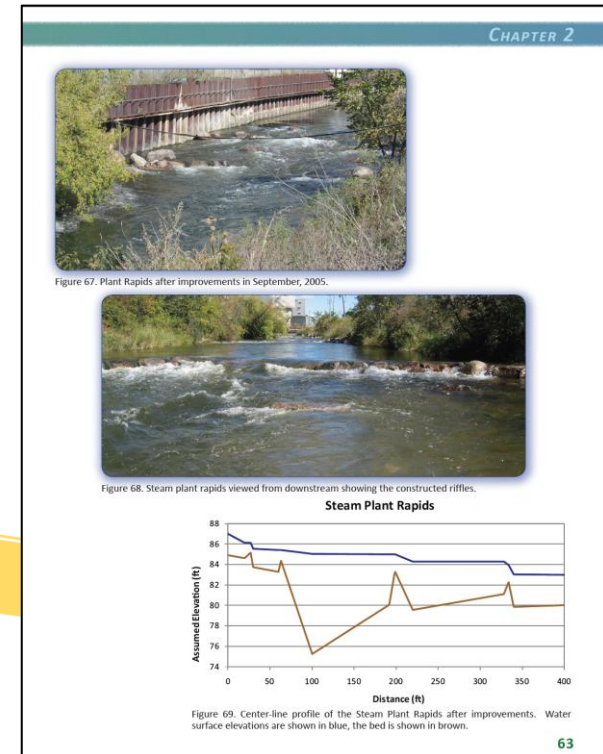 CHAPTER 2
Figure 67. Plant Rapids after improvements in September, 2005.
Figure 68. Steam plant rapids viewed from downstream showing the constructed riffles.
Steam Plant Rapids
88
86
84
82
80
78
76
74
Assumed Elevation (ft)
0 50 100 150 200 250 300 350 400
Distance (ft)
Figure 69. Center-line profile of the Steam Plant Rapids after improvements. Water
surface elevations are shown in blue, the bed is shown in brown.
63